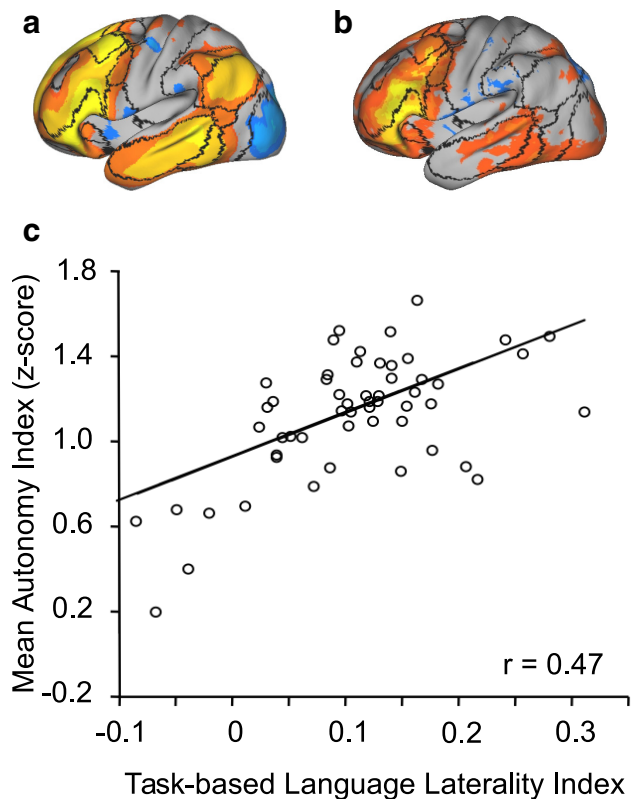 a
b
c
Mean Autonomy Index (z-score)
1.8
1.4
1.0
0.6
0.2
-0.2
r = 0.47
-0.1
0
0.1
0.2
0.3
Task-based Language Laterality Index